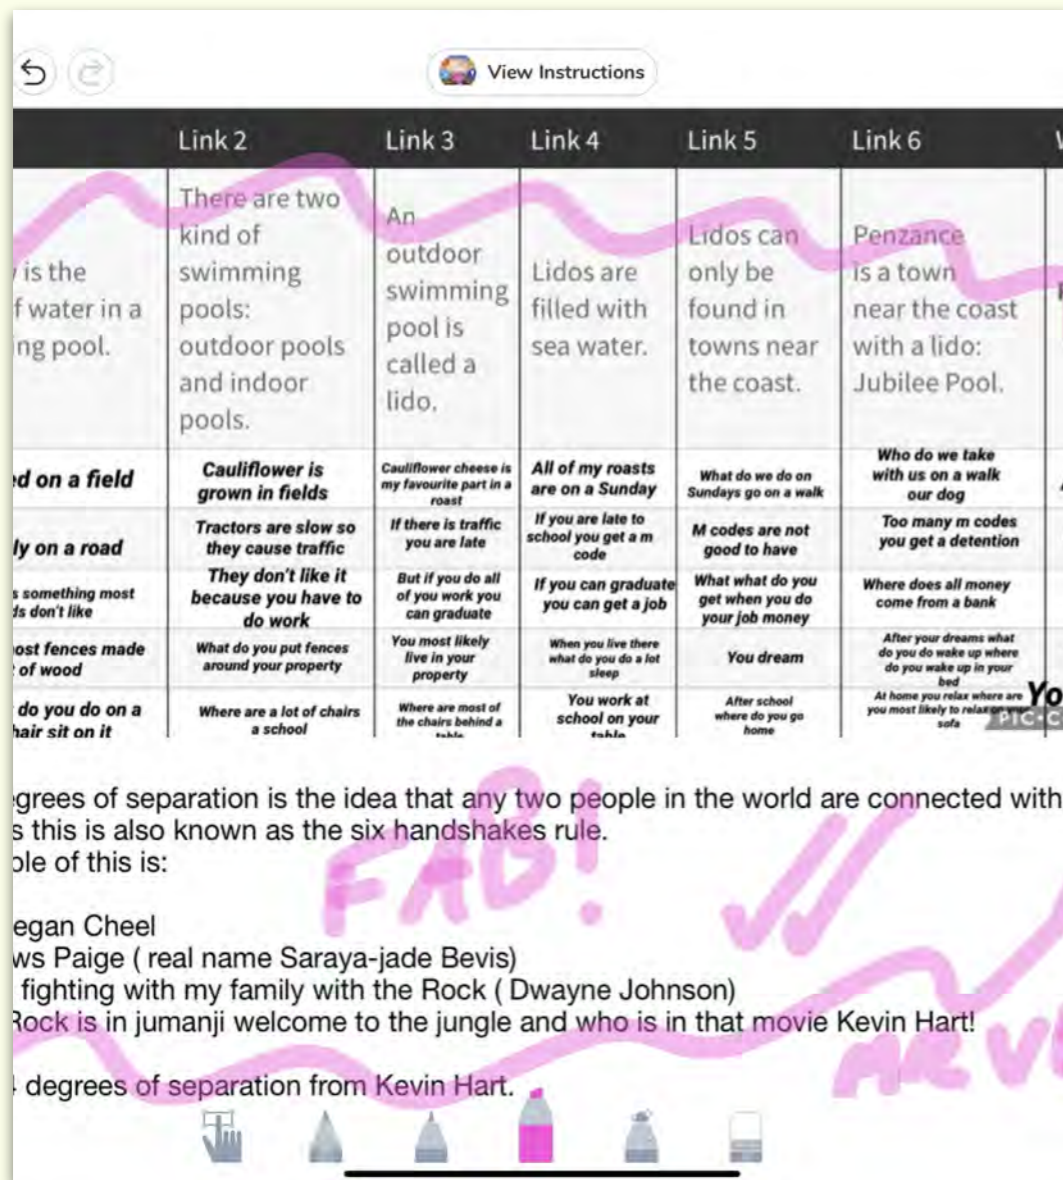 View Instructions
Link 2
Link 3
Link 4
Link 5
Link 6
is the
f water in a
ng pool.
There are two
kind of
swimming
pools:
outdoor pools
and indoor
pools.
An
outdoor
swimming
pool is
called a
lido.
Lidos are
filled with
sea water.
Lidos can
only be
found in
towns near
the coast.
Penzance
is a town
near the coast
with a lido:
Jubilee Pool.
ed on a field
Cauliflower is
grown in fields
Cauliflower cheese is
my favourite part in a
roast
All of my roasts
are on a Sunday
What do we do on
Sundays go on a walk
Who do we take
with us on a walk
our dog
ly on a road
Tractors are slow so
they cause traffic
If there is traffic
you are late
If you are late to
school you get a m
code
M codes are not
good to have
Too many m codes
you get a detention
s something most
ds don't like
They don't like it
because you have to
do work
But if you do all
of you work you
can graduate
If you can graduate
you can get a job
What what do you
get when you do
your job money
Where does all money
come from a bank
ost fences made
of wood
What do you put fences
around your property
You most likely
live in your
property
When you live there
what do you do a lot
sleep
You dream
After your dreams what
do you do wake up where
do you wake up in your
bed
do you do on a
hair sit on it
Where are a lot of chairs
a school
Where are most of
the chairs behind a
table
You work at
school on your
table
After school
where do you go
home
At home you relax where are
you most likely to relax on your
sofa
Yo
PIC•C
egrees of separation is the idea that any two people in the world are connected with
s this is also known as the six handshakes rule.
ple of this is:
FAB!
egan Cheel
ws Paige ( real name Saraya-jade Bevis)
fighting with my family with the Rock ( Dwayne Johnson)
Rock is in jumanji welcome to the jungle and who is in that movie Kevin Hart!
degrees of separation from Kevin Hart.